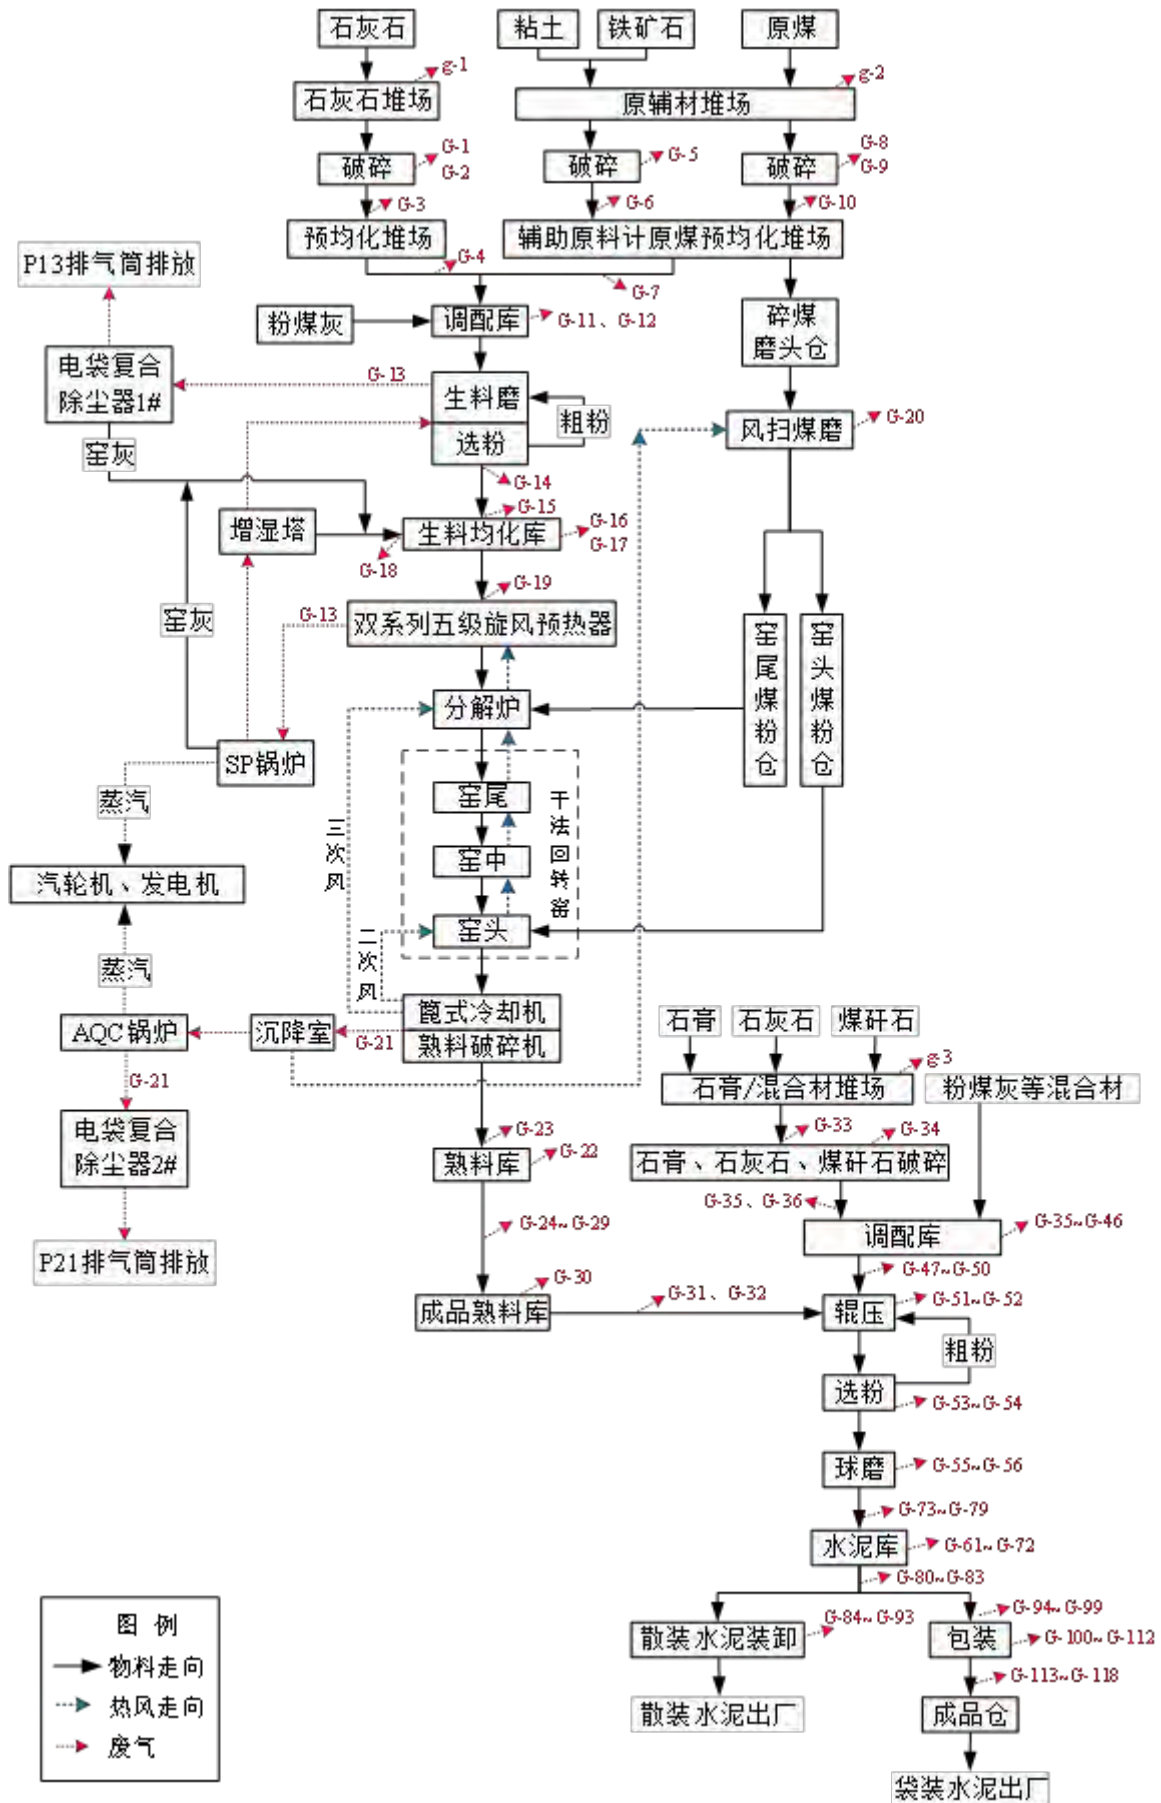 石灰石
粘土
铁矿石
原煤
g-1
g-2
石灰石堆场
原辅材堆场
G-1
G-2
G-5
G-8
G-9
破碎
破碎
破碎
G-3
G-6
G-10
预均化堆场
辅助原料计原煤预均化堆场
P13排气筒排放
G-4
G-7
粉煤灰
调配库
G-11、G-12
碎煤
磨头仓
电袋复合
除尘器1#
G-13
生料磨
粗粉
选粉
风扫煤磨
G-20
窑灰
G-14
G-15
增湿塔
生料均化库
G-16
G-17
G-18
G-19
窑灰
G-13
双系列五级旋风预热器
窑尾煤粉仓
窑头煤粉仓
分解炉
SP锅炉
蒸汽
窑尾
干法回转窑
三次风
窑中
汽轮机、发电机
窑头
二次风
蒸汽
篦式冷却机
熟料破碎机
AQC锅炉
沉降室
G-21
G-21
石膏
石灰石
煤矸石
g-3
石膏/混合材堆场
粉煤灰等混合材
电袋复合
除尘器2#
G-23
G-22
熟料库
G-33
G-34
石膏、石灰石、煤矸石破碎
G-35、G-36
G-24~G-29
调配库
G-35~G-46
P21排气筒排放
G-47~G-50
G-30
成品熟料库
G-31、G-32
辊压
G-51~G-52
粗粉
选粉
G-53~G-54
球磨
G-55~G-56
G-73~G-79
水泥库
G-61~G-72
G-80~G-83
G-84~G-93
G-94~G-99
散装水泥装卸
包装
G-100~G-112
G-113~G-118
散装水泥出厂
成品仓
袋装水泥出厂
图 例
物料走向
热风走向
废气